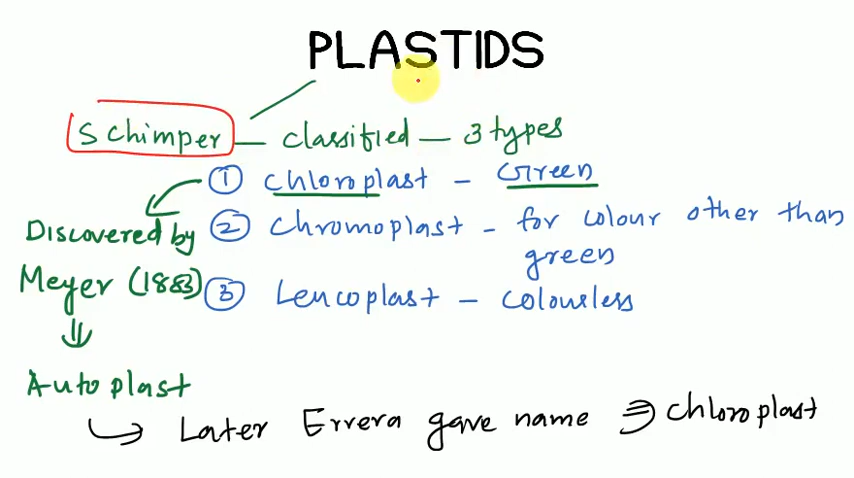 PLASTIDS
Schimper – classified – 3 types
① chloroplast – Green
② chromoplast – for colour other than
green
③ Leucoplast – colourless
Discovered by
Meyer (1883)
⇓
Autoplast
↪ Later Errera gave name ⇛ chloroplast